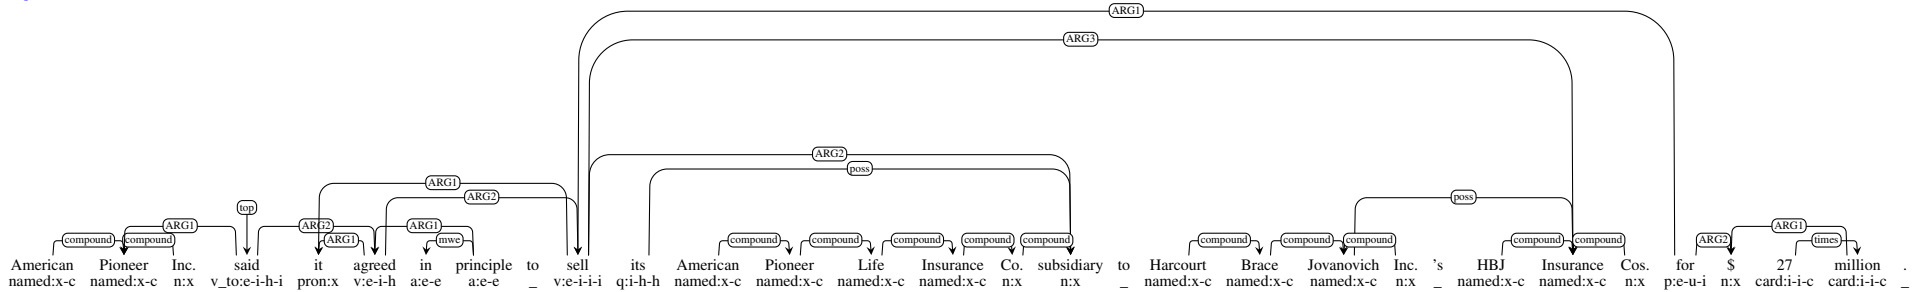 ARG1
ARG3
ARG2
poss
ARG1
ARG2 poss
top
ARG1 ARG2 ARG1 ARG1
compound compound ARG1 mwe compound compound compound compound compound compound compound compound compound compound ARG2 times
American Pioneer Inc. said it agreed in principle to sell its American Pioneer Life Insurance Co. subsidiary to Harcourt Brace Jovanovich Inc. 's HBJ Insurance Cos. for $ 27 million .
named:x-c named:x-c n:x v_to:e-i-h-i pron:x v:e-i-h a:e-e a:e-e _ v:e-i-i-i q:i-h-h named:x-c named:x-c named:x-c named:x-c n:x n:x _ named:x-c named:x-c named:x-c n:x _ named:x-c named:x-c n:x p:e-u-i n:x card:i-i-c card:i-i-c _